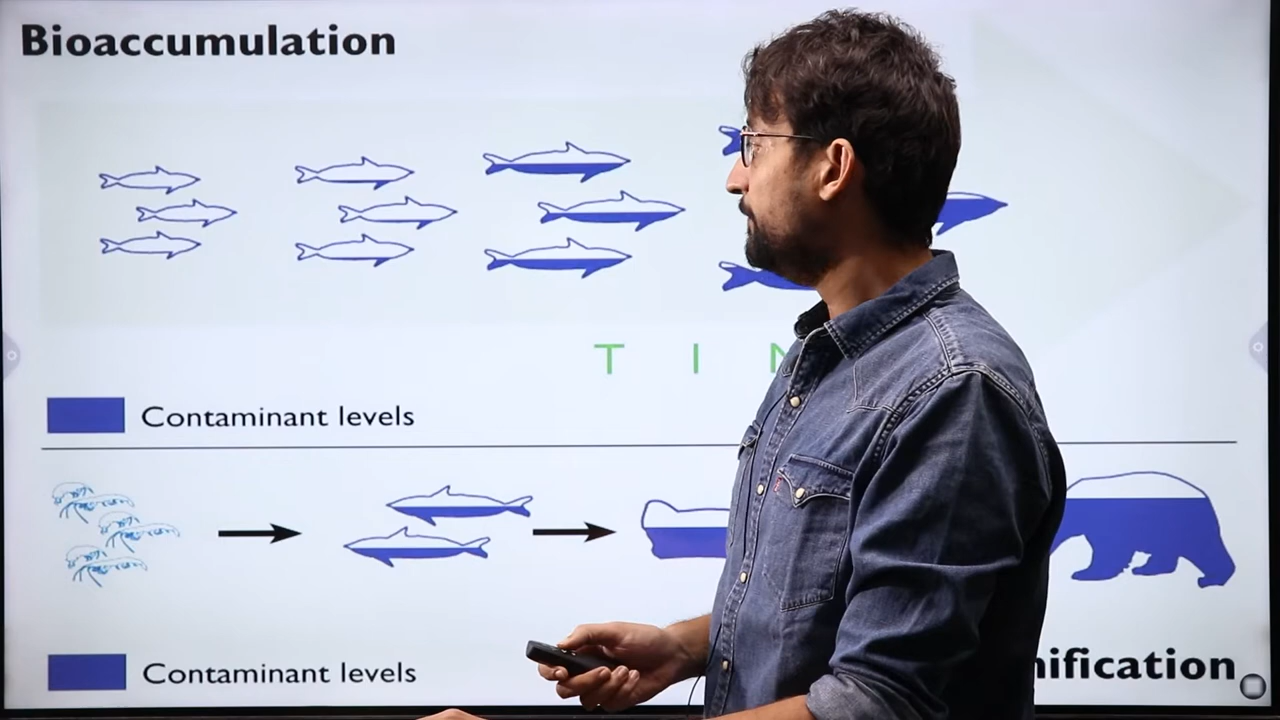 Bioaccumulation
T I
Contaminant levels
Contaminant levels
nification